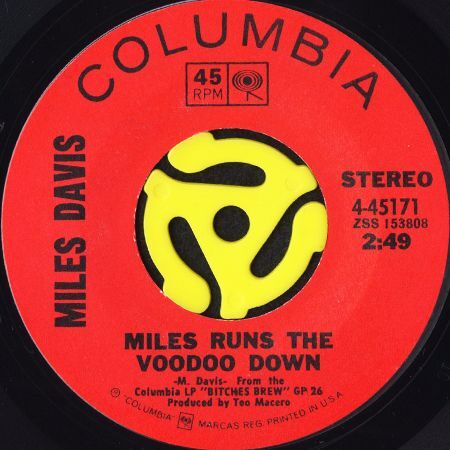 COLUMBIA
45
RPM
MILES DAVIS
STEREO
4-45171
ZSS 153808
2:49
MILES RUNS THE
VOODOO DOWN
-M. Davis- From the
Columbia LP "BITCHES BREW" GP 26
Produced by Teo Macero
℗ "COLUMBIA" MARCAS REG. PRINTED IN U.S.A.